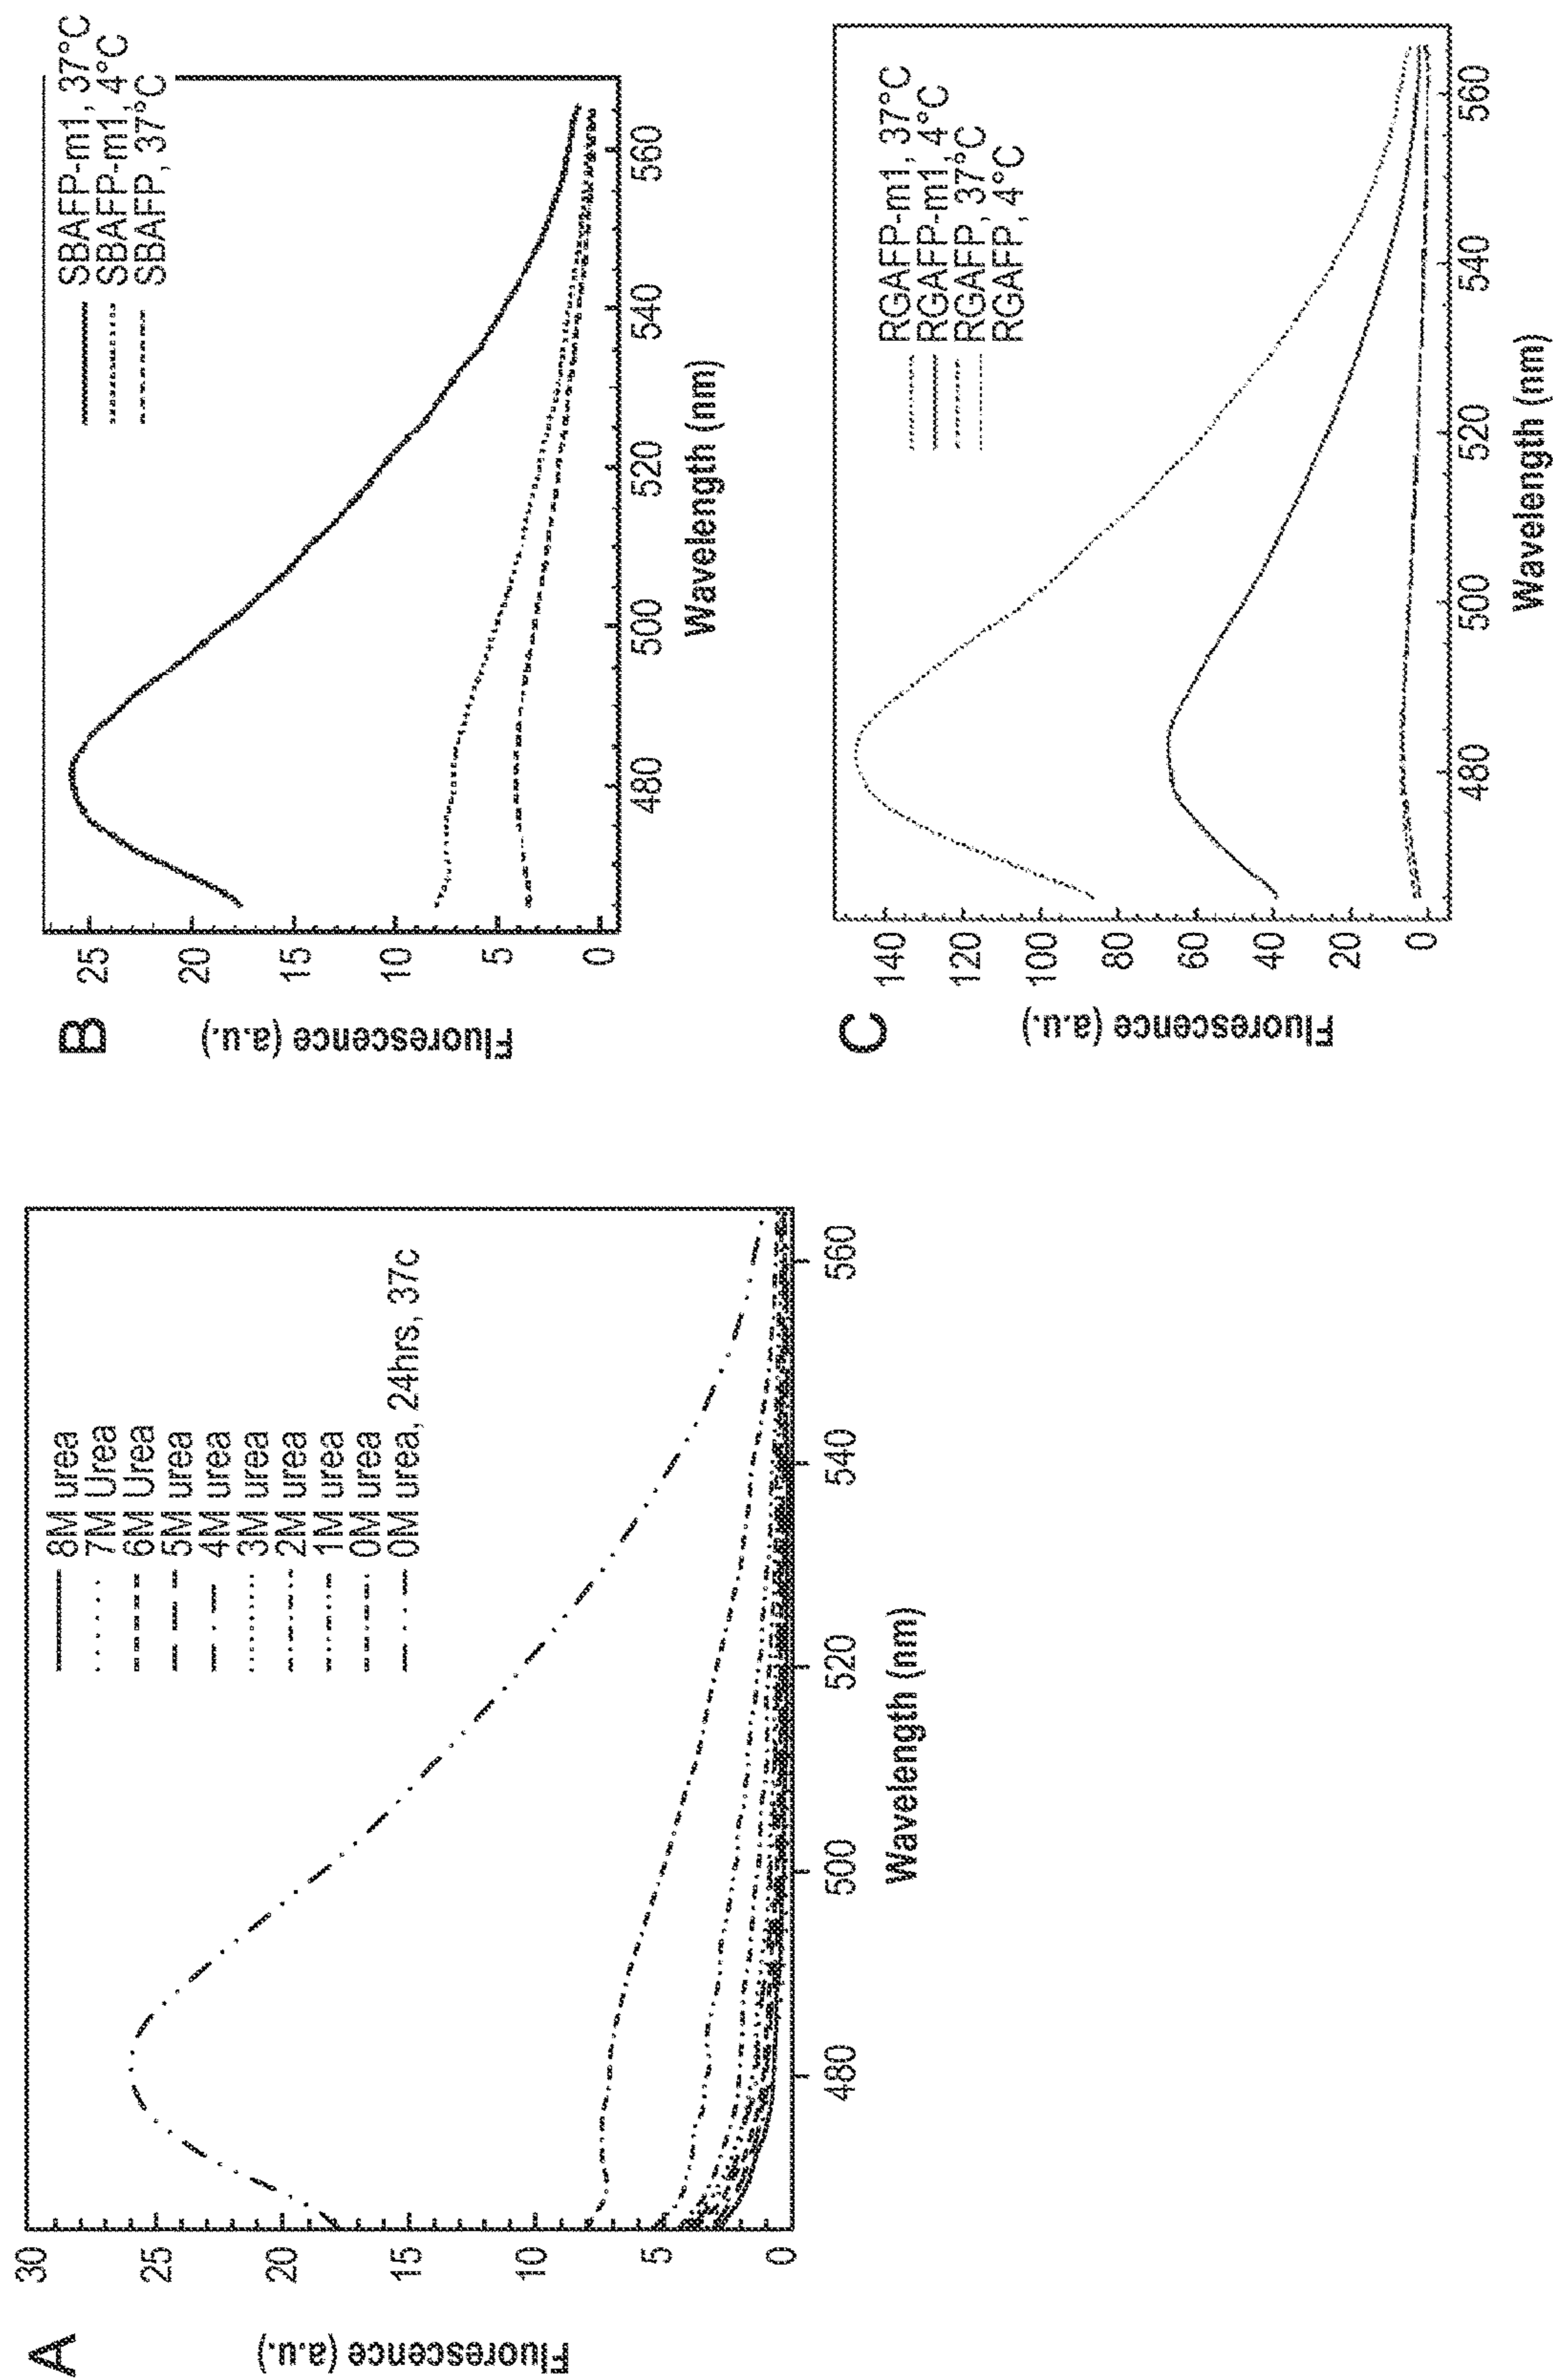 A
Fluorescence (a.u.)
30
25
20
15
10
5
0
8M urea
7M Urea
6M Urea
5M urea
4M urea
3M urea
2M urea
1M urea
0M urea
0M urea, 24hrs, 37c
480
500
520
540
560
Wavelength (nm)
B
Fluorescence (a.u.)
25
20
15
10
5
0
SBAFP-m1, 37°C
SBAFP-m1, 4°C
SBAFP, 37°C
480
500
520
540
560
Wavelength (nm)
C
Fluorescence (a.u.)
140
120
100
80
60
40
20
0
RGAFP-m1, 37°C
RGAFP-m1, 4°C
RGAFP, 37°C
RGAFP, 4°C
480
500
520
540
560
Wavelength (nm)